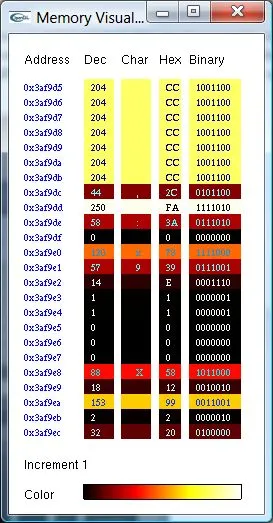 OpenGL Memory Visual...
Address Dec Char Hex Binary
0x3af9d5 204 CC 1001100
0x3af9d6 204 CC 1001100
0x3af9d7 204 CC 1001100
0x3af9d8 204 CC 1001100
0x3af9d9 204 CC 1001100
0x3af9da 204 CC 1001100
0x3af9db 204 CC 1001100
0x3af9dc 44 , 2C 0101100
0x3af9dd 250 FA 1111010
0x3af9de 58 : 3A 0111010
0x3af9df 0 0 0000000
0x3af9e0 120 x 78 1111000
0x3af9e1 57 9 39 0111001
0x3af9e2 14 E 0001110
0x3af9e3 1 1 0000001
0x3af9e4 1 1 0000001
0x3af9e5 0 0 0000000
0x3af9e6 0 0 0000000
0x3af9e7 0 0 0000000
0x3af9e8 88 X 58 1011000
0x3af9e9 18 12 0010010
0x3af9ea 153 99 0011001
0x3af9eb 2 2 0000010
0x3af9ec 32 20 0100000
Increment 1
Color